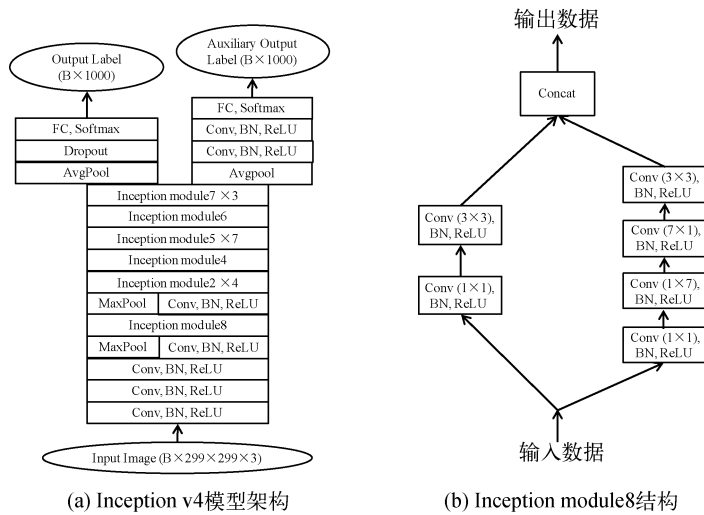 Output Label
(B×1000)
Auxiliary Output
Label (B×1000)
FC, Softmax
Dropout
AvgPool
FC, Softmax
Conv, BN, ReLU
Conv, BN, ReLU
Avgpool
Inception module7 ×3
Inception module6
Inception module5 ×7
Inception module4
Inception module2 ×4
MaxPool
Conv, BN, ReLU
Inception module8
MaxPool
Conv, BN, ReLU
Conv, BN, ReLU
Conv, BN, ReLU
Conv, BN, ReLU
Input Image (B×299×299×3)
(a) Inception v4模型架构
输出数据
Concat
Conv (3×3),
BN, ReLU
Conv (1×1),
BN, ReLU
Conv (3×3),
BN, ReLU
Conv (7×1),
BN, ReLU
Conv (1×7),
BN, ReLU
Conv (1×1),
BN, ReLU
输入数据
(b) Inception module8结构